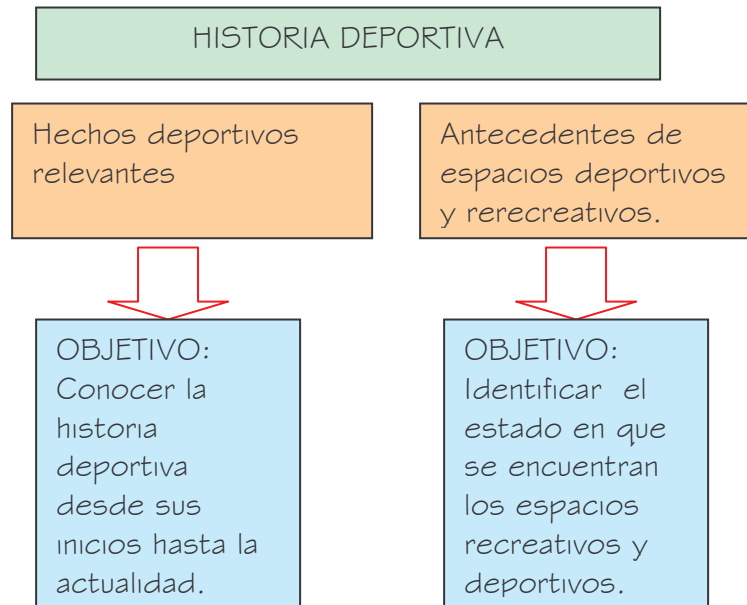 HISTORIA DEPORTIVA
Hechos deportivos
relevantes
Antecedentes de
espacios deportivos
y rerecreativos.
OBJETIVO:
Conocer la
historia
deportiva
desde sus
inicios hasta la
actualidad.
OBJETIVO:
Identificar el
estado en que
se encuentran
los espacios
recreativos y
deportivos.